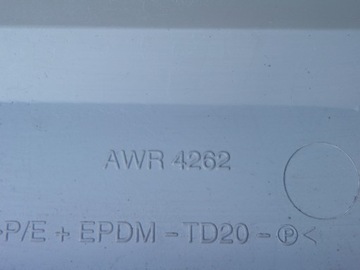 AWR 4262
>P/E + EPDM - TD20 - Ⓟ<